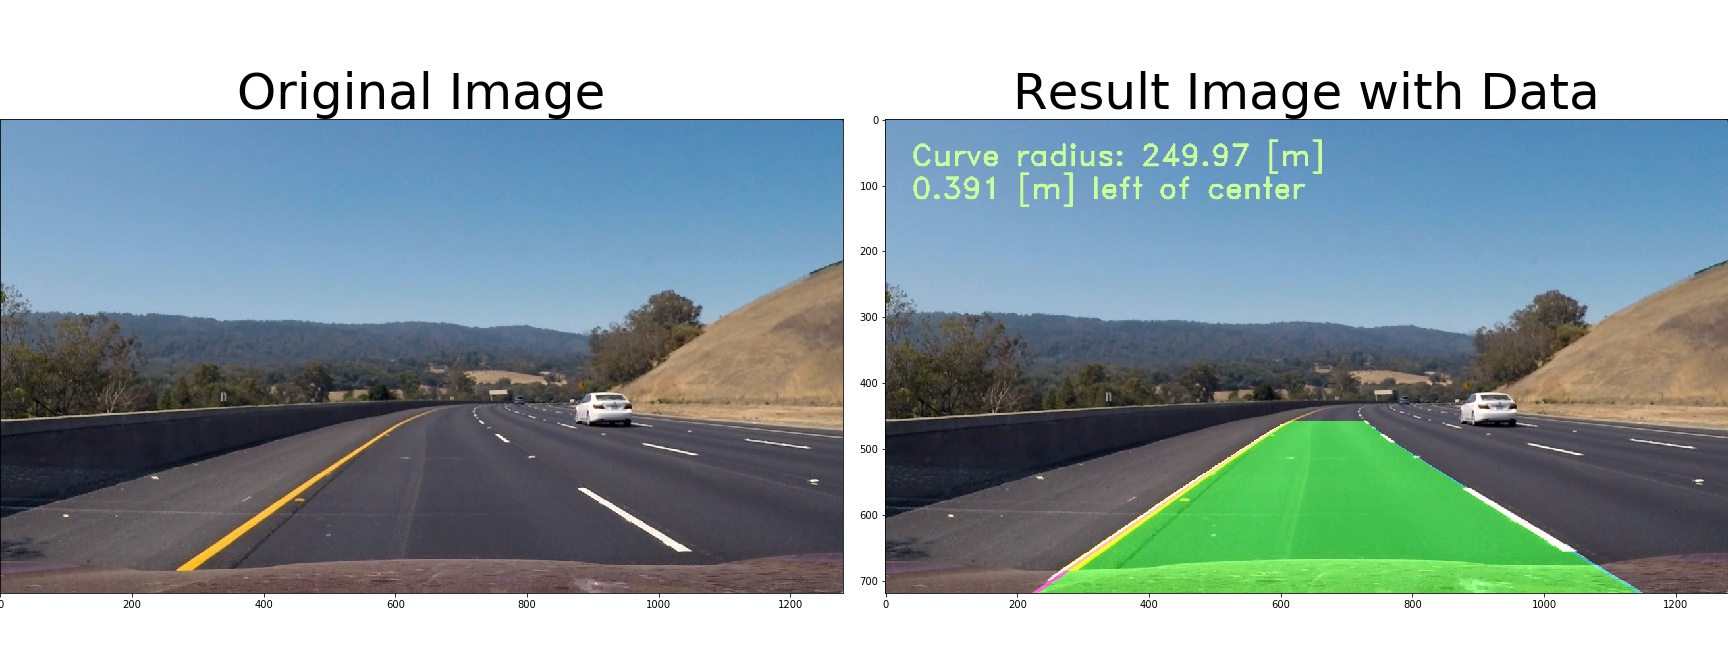 Original Image
0 200 400 600 800 1000 1200
Result Image with Data
Curve radius: 249.97 [m]
0.391 [m] left of center
0
100
200
300
400
500
600
700
0 200 400 600 800 1000 1200